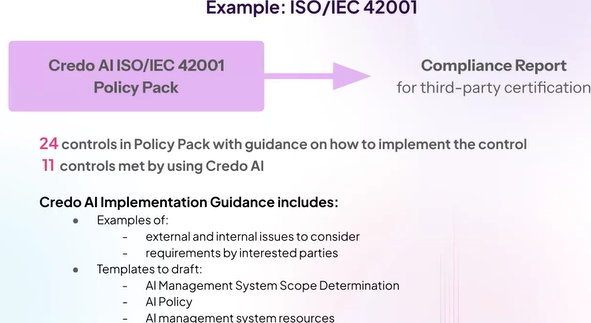 Example: ISO/IEC 42001
Credo AI ISO/IEC 42001
Policy Pack
Compliance Report
for third-party certification
24 controls in Policy Pack with guidance on how to implement the control
11 controls met by using Credo AI
Credo AI Implementation Guidance includes:
● Examples of:
- external and internal issues to consider
- requirements by interested parties
● Templates to draft:
- AI Management System Scope Determination
- AI Policy
- AI management system resources